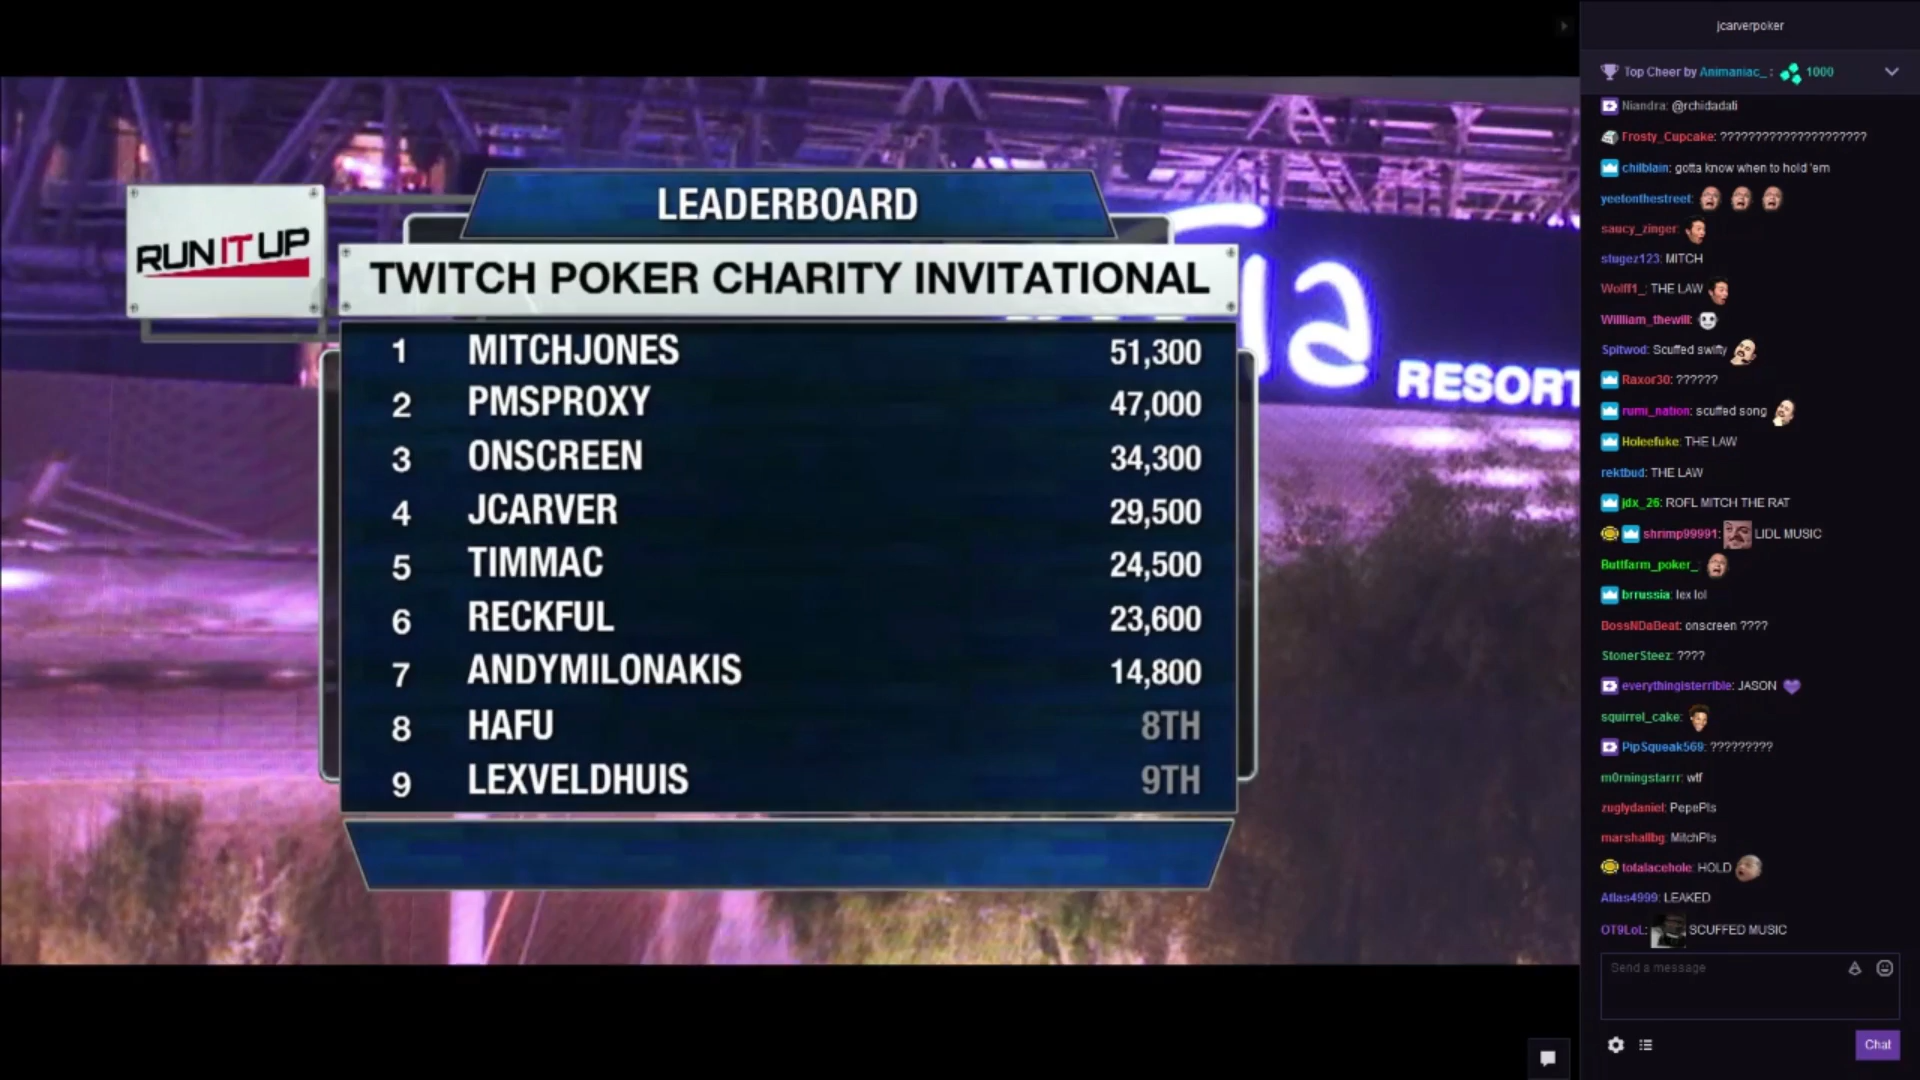 LEADERBOARD
RUN IT UP
TWITCH POKER CHARITY INVITATIONAL
1 MITCHJONES 51,300
2 PMSPROXY 47,000
3 ONSCREEN 34,300
4 JCARVER 29,500
5 TIMMAC 24,500
6 RECKFUL 23,600
7 ANDYMILONAKIS 14,800
8 HAFU 8TH
9 LEXVELDHUIS 9TH
RESORT
jcarverpoker
Top Cheer by Animaniac_ : 1000
Niandra: @rchidadali
Frosty_Cupcake: ?????????????????????
chilblain: gotta know when to hold 'em
yeetonthestreet:
saucy_zinger:
stugez123: MITCH
Wolff1_: THE LAW
Willliam_thewill:
Spitwod: Scuffed swifty
Raxor30: ??????
rumi_nation: scuffed song
Holeefuke: THE LAW
rektbud: THE LAW
jdx_26: ROFL MITCH THE RAT
shrimp99991: LIDL MUSIC
Buttfarm_poker_:
brrussia: lex lol
BossNDaBeat: onscreen ????
StonerSteez: ????
everythingisterrible: JASON
squirrel_cake:
PipSqueak569: ?????????
m0rningstarrr: wtf
zuglydaniel: PepePls
marshallbg: MitchPls
totalacehole: HOLD
Atlas4999: LEAKED
OT9LoL: SCUFFED MUSIC
Send a message
Chat